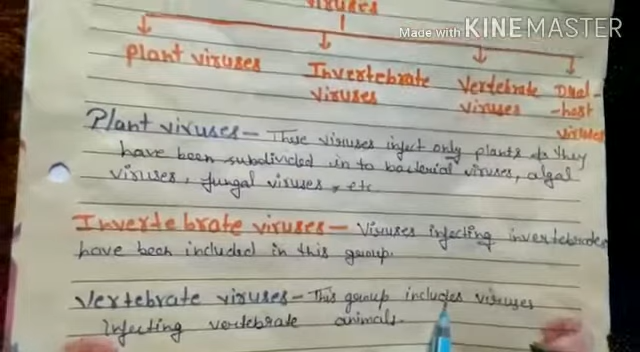 viruses
Made with KINEMASTER
Plant viruses
Invertebrate viruses
Vertebrate viruses
Dual-host viruses
Plant viruses - These viruses infect only plants & they
have been subdivided in to bacterial viruses, algal
viruses, fungal viruses, etc
Invertebrate viruses - Viruses infecting invertebrates
have been included in this group.
Vertebrate viruses - This group includes viruses
Infecting vertebrate animals.